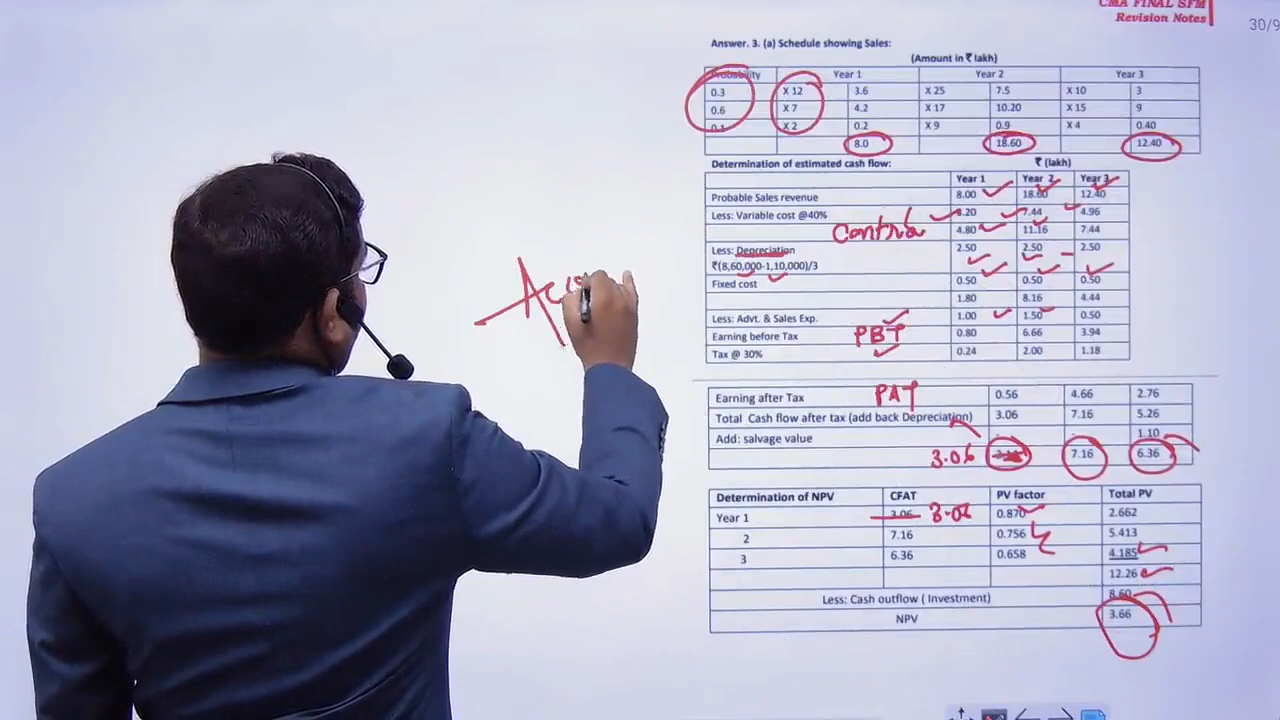 CMA FINAL SFM
Revision Notes
30/9
Answer. 3. (a) Schedule showing Sales:
(Amount in ₹ lakh)
Probability Year 1 Year 2 Year 3
0.3 X 12 3.6 X 25 7.5 X 10 3
0.6 X 7 4.2 X 17 10.20 X 15 9
0.1 X 2 0.2 X 9 0.9 X 4 0.40
8.0 18.60 12.40
Determination of estimated cash flow: ₹ (lakh)
Year 1 Year 2 Year 3
Probable Sales revenue 8.00 18.60 12.40
Less: Variable cost @40% 3.20 7.44 4.96
4.80 11.16 7.44
Less: Depreciation 2.50 2.50 2.50
₹(8,60,000-1,10,000)/3
Fixed cost 0.50 0.50 0.50
1.80 8.16 4.44
Less: Advt. & Sales Exp. 1.00 1.50 0.50
Earning before Tax PBT 0.80 6.66 3.94
Tax @ 30% 0.24 2.00 1.18
Earning after Tax PAT 0.56 4.66 2.76
Total Cash flow after tax (add back Depreciation) 3.06 7.16 5.26
Add: salvage value - 1.10
3.06 7.16 6.36
Determination of NPV CFAT PV factor Total PV
Year 1 3.06 3.06 0.870 2.662
2 7.16 0.756 5.413
3 6.36 0.658 4.185
12.26
Less: Cash outflow ( Investment) 8.60
NPV 3.66